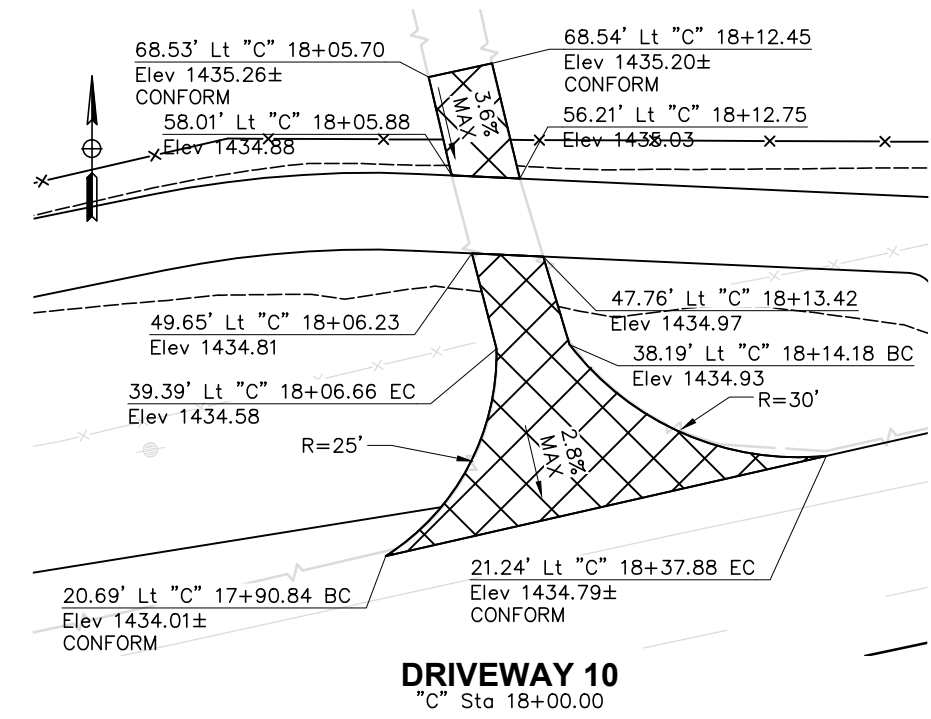 68.53' Lt "C" 18+05.70
Elev 1435.26±
CONFORM
68.54' Lt "C" 18+12.45
Elev 1435.20±
CONFORM
58.01' Lt "C" 18+05.88
Elev 1434.88
3.6%
MAX
56.21' Lt "C" 18+12.75
Elev 1435.03
49.65' Lt "C" 18+06.23
Elev 1434.81
47.76' Lt "C" 18+13.42
Elev 1434.97
39.39' Lt "C" 18+06.66 EC
Elev 1434.58
38.19' Lt "C" 18+14.18 BC
Elev 1434.93
R=30'
R=25'
2.8%
MAX
20.69' Lt "C" 17+90.84 BC
Elev 1434.01±
CONFORM
21.24' Lt "C" 18+37.88 EC
Elev 1434.79±
CONFORM
DRIVEWAY 10
"C" Sta 18+00.00